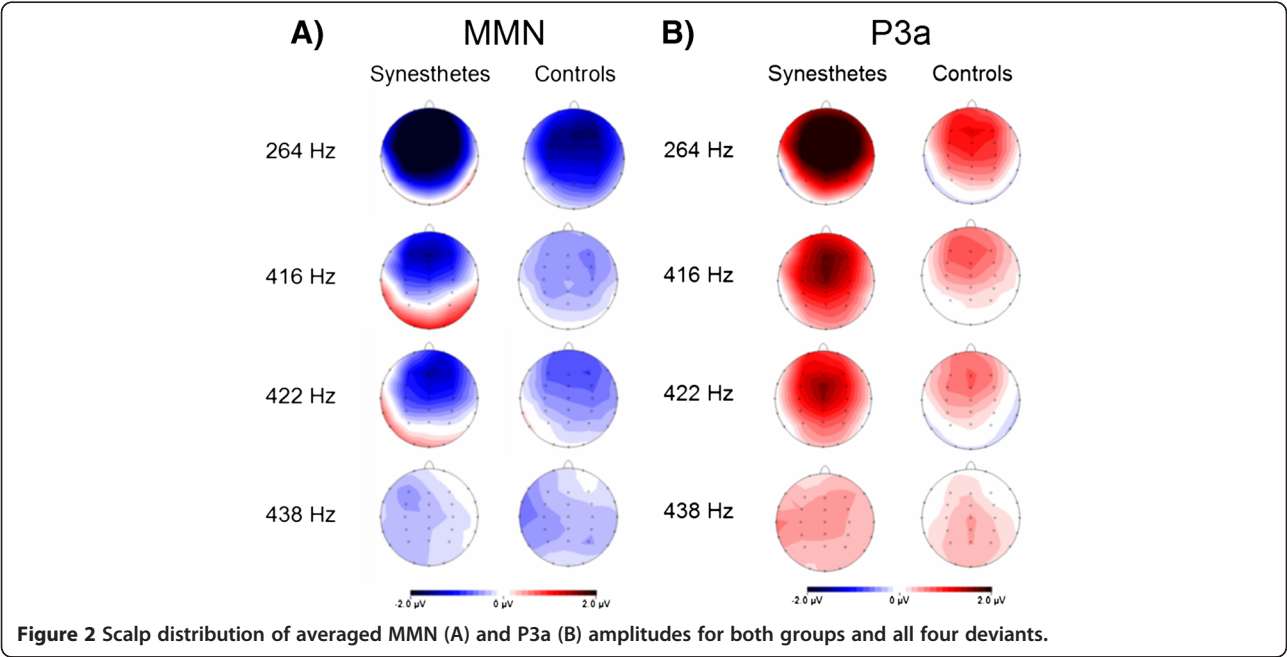 A) MMN B) P3a
Synesthetes Controls Synesthetes Controls
264 Hz 264 Hz
416 Hz 416 Hz
422 Hz 422 Hz
438 Hz 438 Hz
-2.0 µV 0 µV 2.0 µV -2.0 µV 0 µV 2.0 µV
Figure 2 Scalp distribution of averaged MMN (A) and P3a (B) amplitudes for both groups and all four deviants.